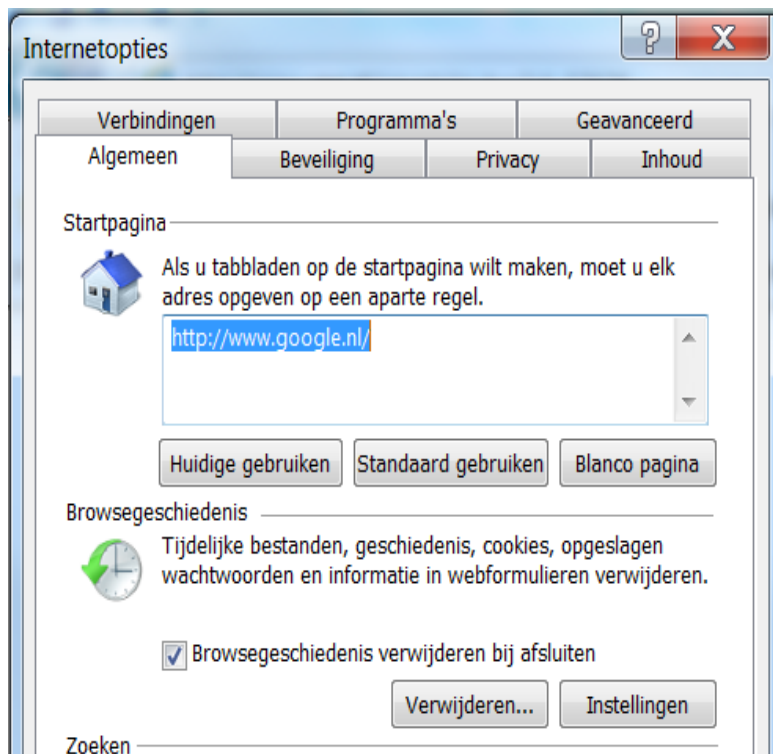 Internetopties
?
X
Verbindingen Programma's Geavanceerd
Algemeen Beveiliging Privacy Inhoud
Startpagina
Als u tabbladen op de startpagina wilt maken, moet u elk
adres opgeven op een aparte regel.
http://www.google.nl/
Huidige gebruiken Standaard gebruiken Blanco pagina
Browsegeschiedenis
Tijdelijke bestanden, geschiedenis, cookies, opgeslagen
wachtwoorden en informatie in webformulieren verwijderen.
Browsegeschiedenis verwijderen bij afsluiten
Verwijderen... Instellingen
Zoeken